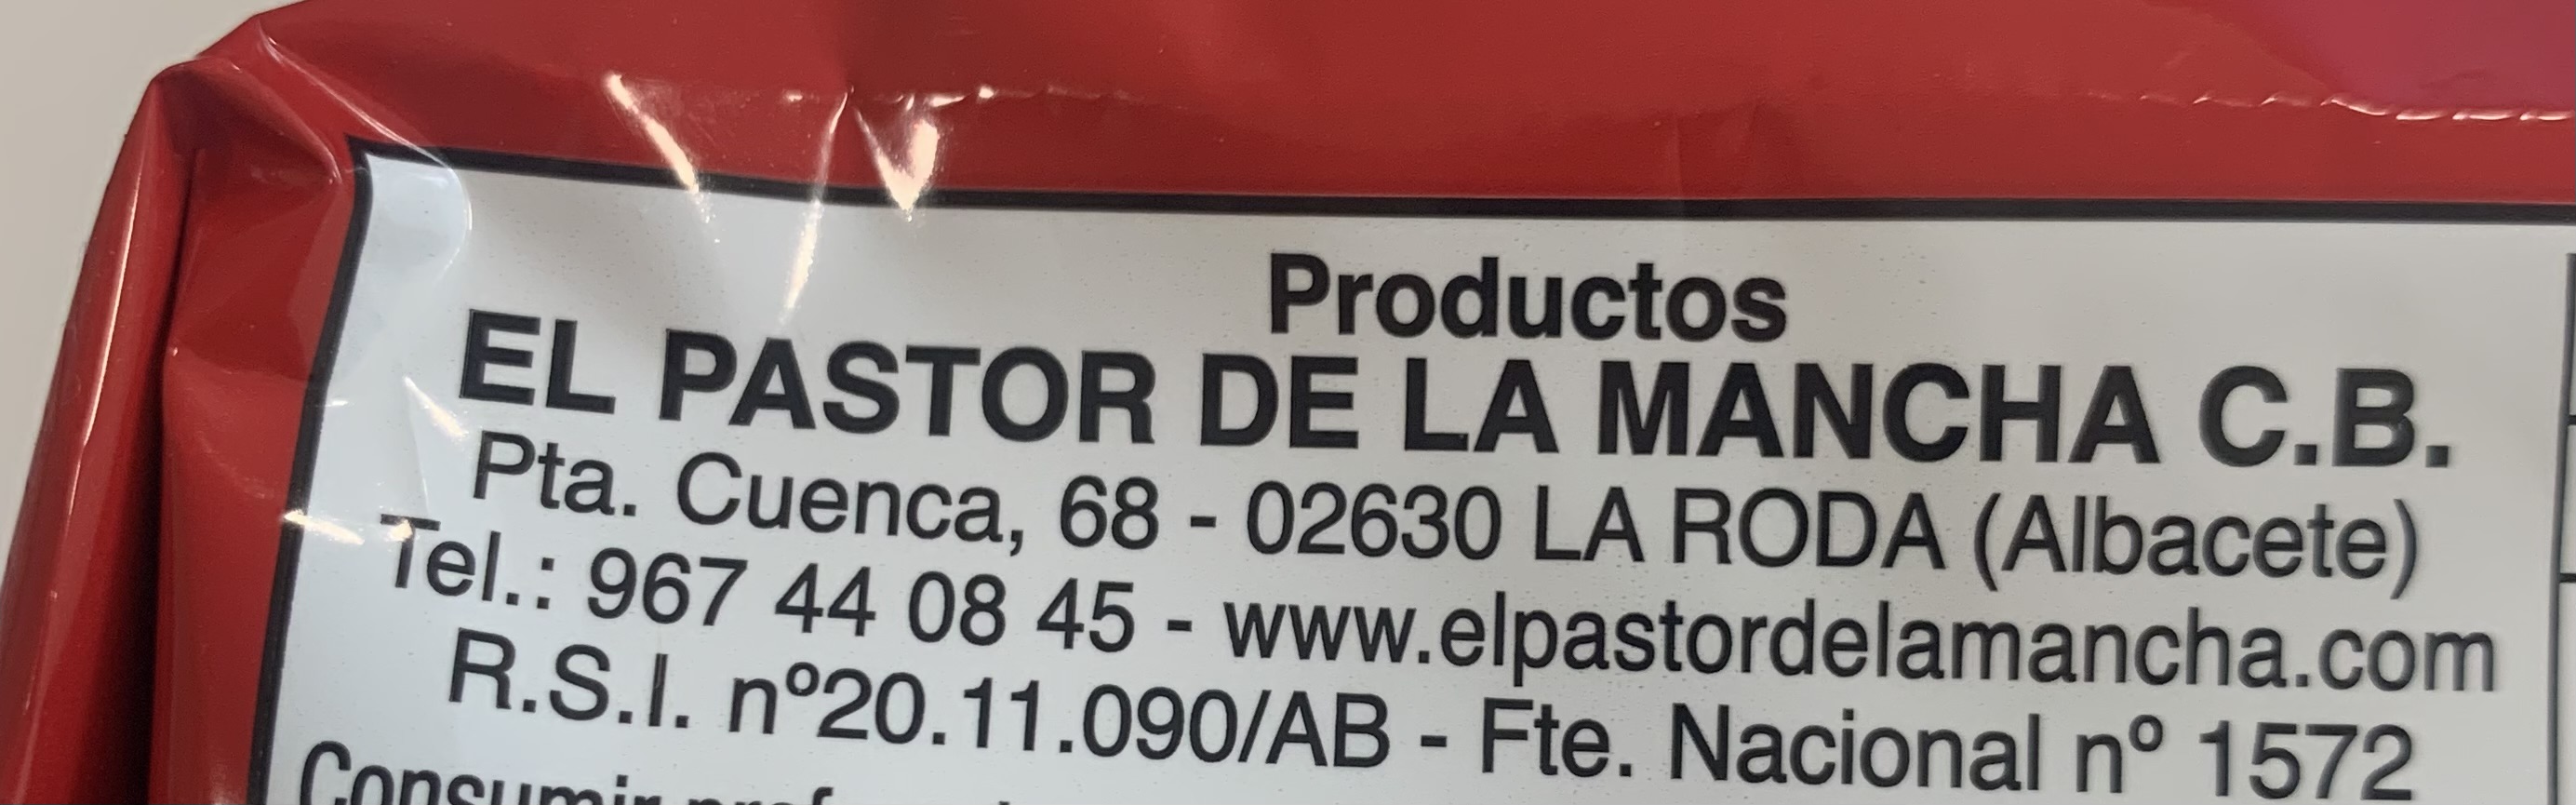 Productos
EL PASTOR DE LA MANCHA C.B.
Pta. Cuenca, 68 - 02630 LA RODA (Albacete)
Tel.: 967 44 08 45 - www.elpastordelamancha.com
R.S.I. nº20.11.090/AB - Fte. Nacional nº 1572
Consumir